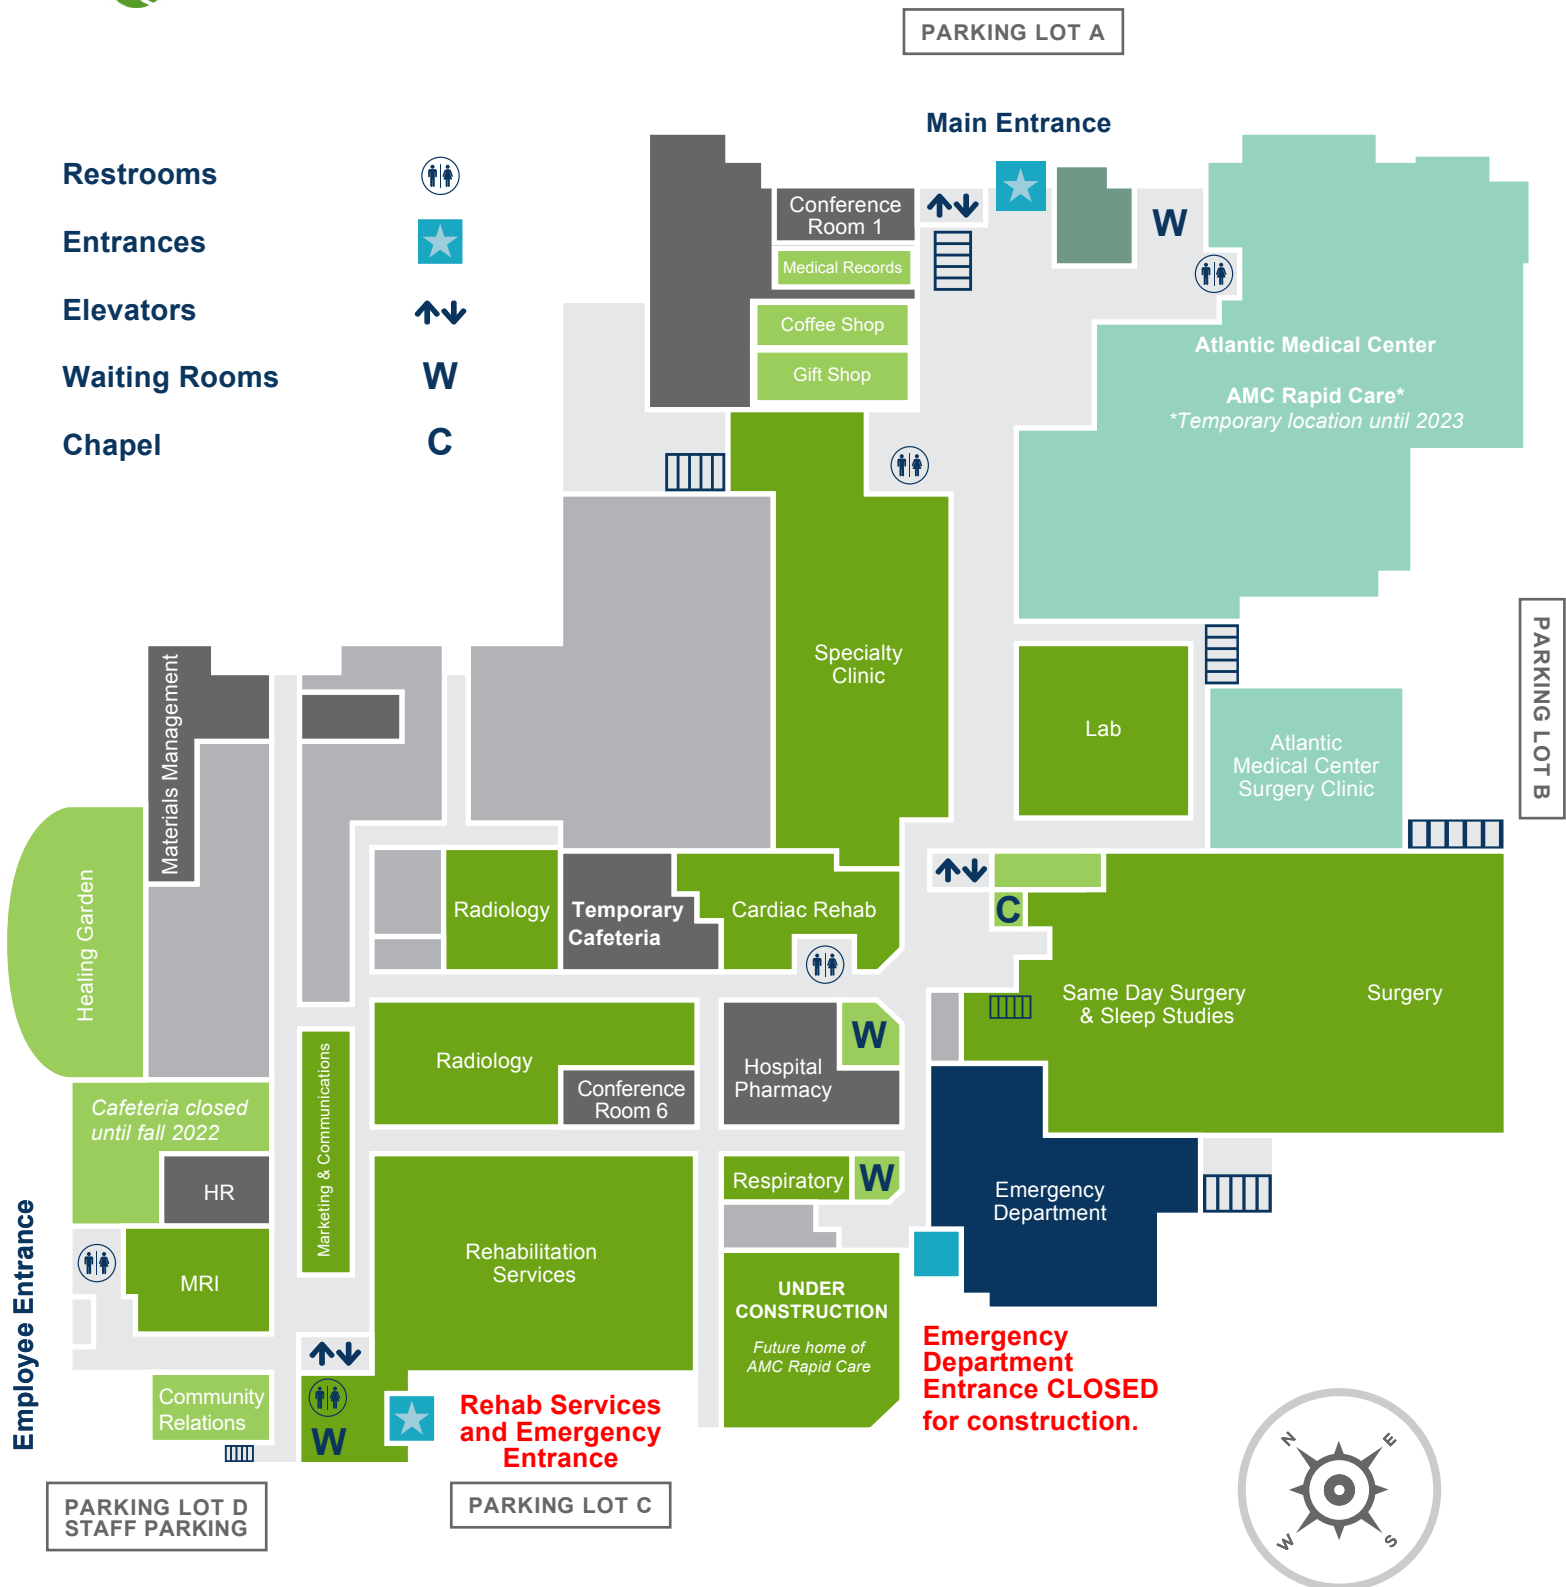 PARKING LOT A
Main Entrance
Restrooms
Entrances
Elevators
Waiting Rooms
W
Chapel
C
Conference
Room 1
Medical Records
Coffee Shop
Gift Shop
W
Atlantic Medical Center
AMC Rapid Care*
*Temporary location until 2023
PARKING LOT B
Specialty
Clinic
Lab
Atlantic
Medical Center
Surgery Clinic
Materials Management
Healing Garden
Radiology
Temporary
Cafeteria
Cardiac Rehab
C
Same Day Surgery
& Sleep Studies
Surgery
Radiology
Conference
Room 6
Hospital
Pharmacy
W
Cafeteria closed
until fall 2022
HR
Marketing & Communications
MRI
Rehabilitation
Services
Respiratory
W
Emergency
Department
UNDER
CONSTRUCTION
Future home of
AMC Rapid Care
Emergency
Department
Entrance CLOSED
for construction.
Employee Entrance
Community
Relations
W
Rehab Services
and Emergency
Entrance
PARKING LOT D
STAFF PARKING
PARKING LOT C
N
E
W
S